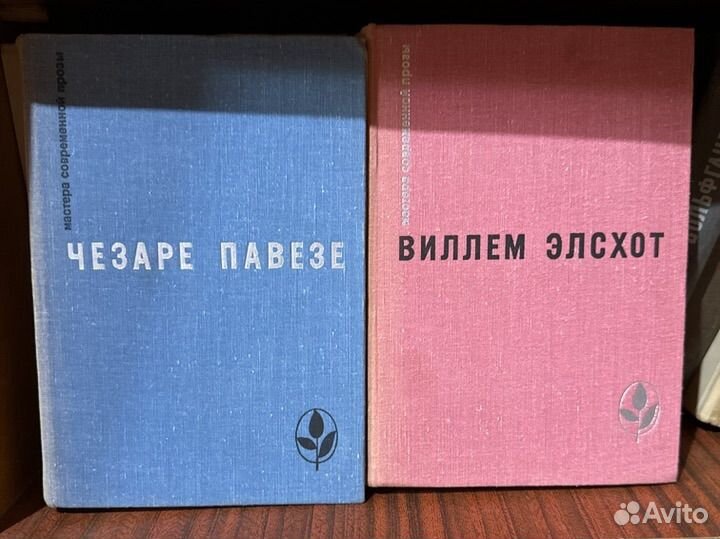 мастера современной прозы
ЧЕЗАРЕ ПАВЕЗЕ
мастера современной прозы
ВИЛЛЕМ ЭЛСХОТ
Avito